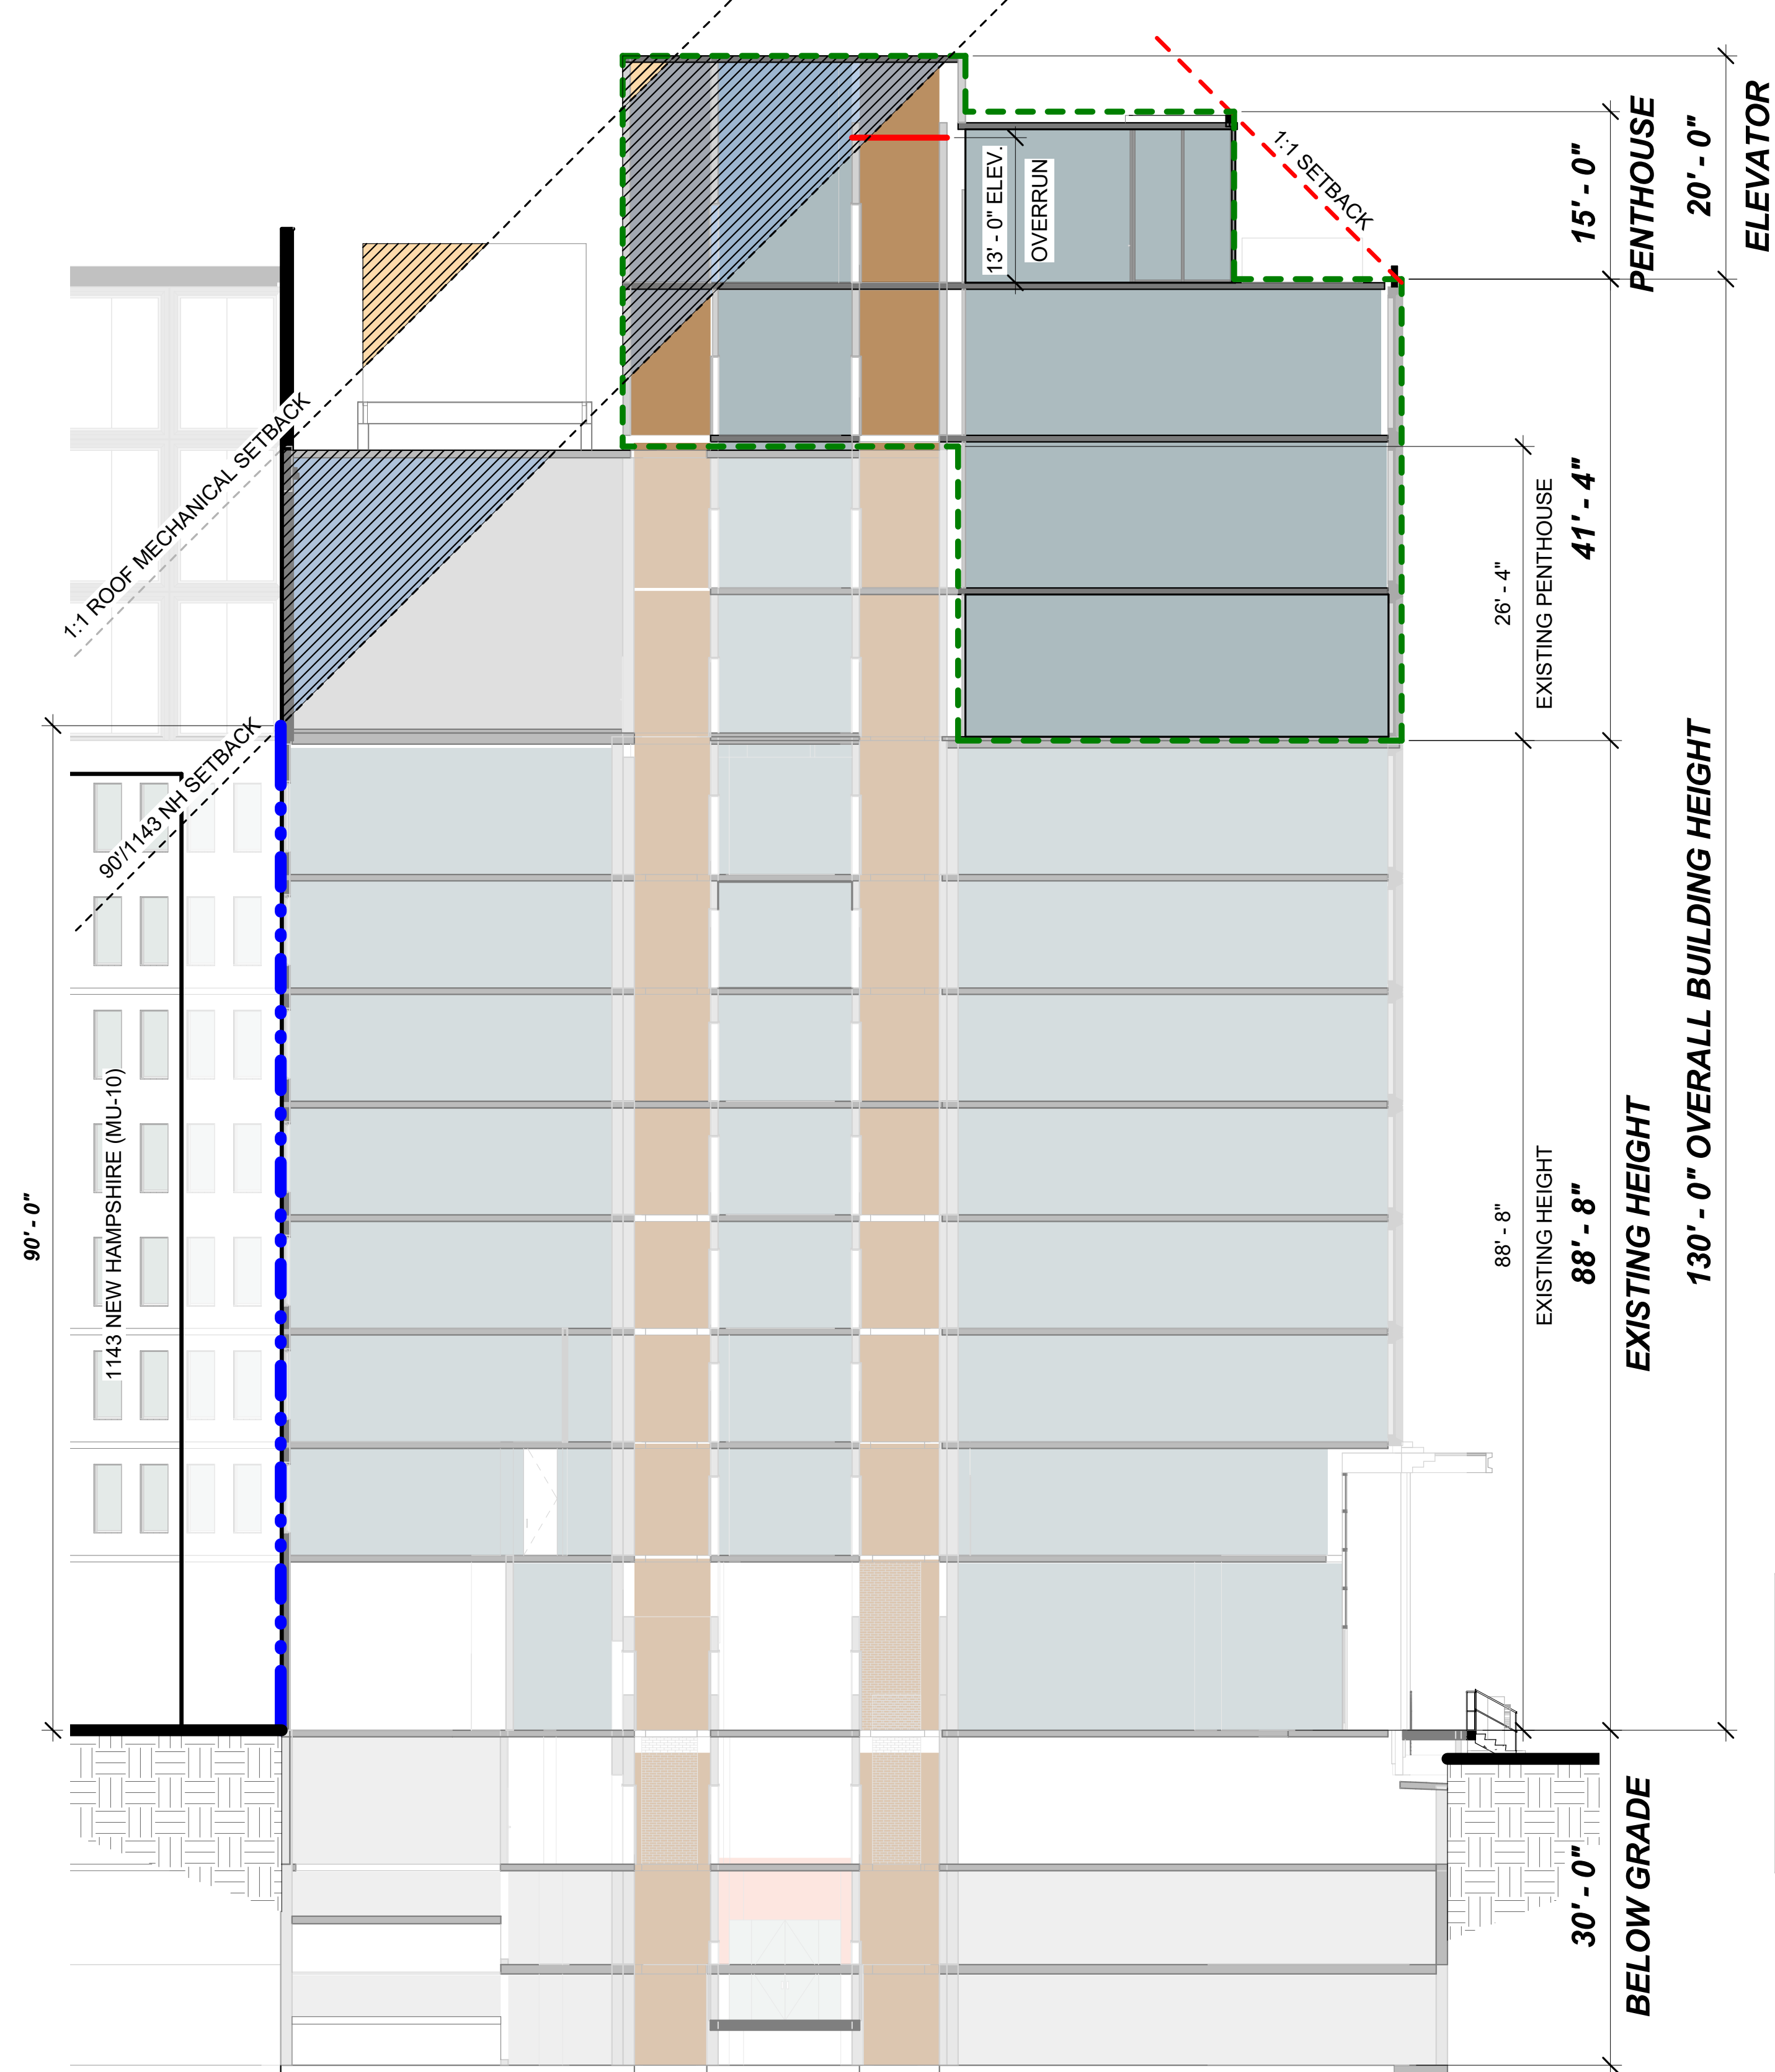 1:1 ROOF MECHANICAL SETBACK
90'/1143 NH SETBACK
90' - 0"
1143 NEW HAMPSHIRE (MU-10)
13' - 0" ELEV.
OVERRUN
1:1 SETBACK
15' - 0"
PENTHOUSE
20' - 0"
ELEVATOR
26' - 4"
EXISTING PENTHOUSE
41' - 4"
88' - 8"
EXISTING HEIGHT
88' - 8"
EXISTING HEIGHT
130' - 0" OVERALL BUILDING HEIGHT
30' - 0"
BELOW GRADE